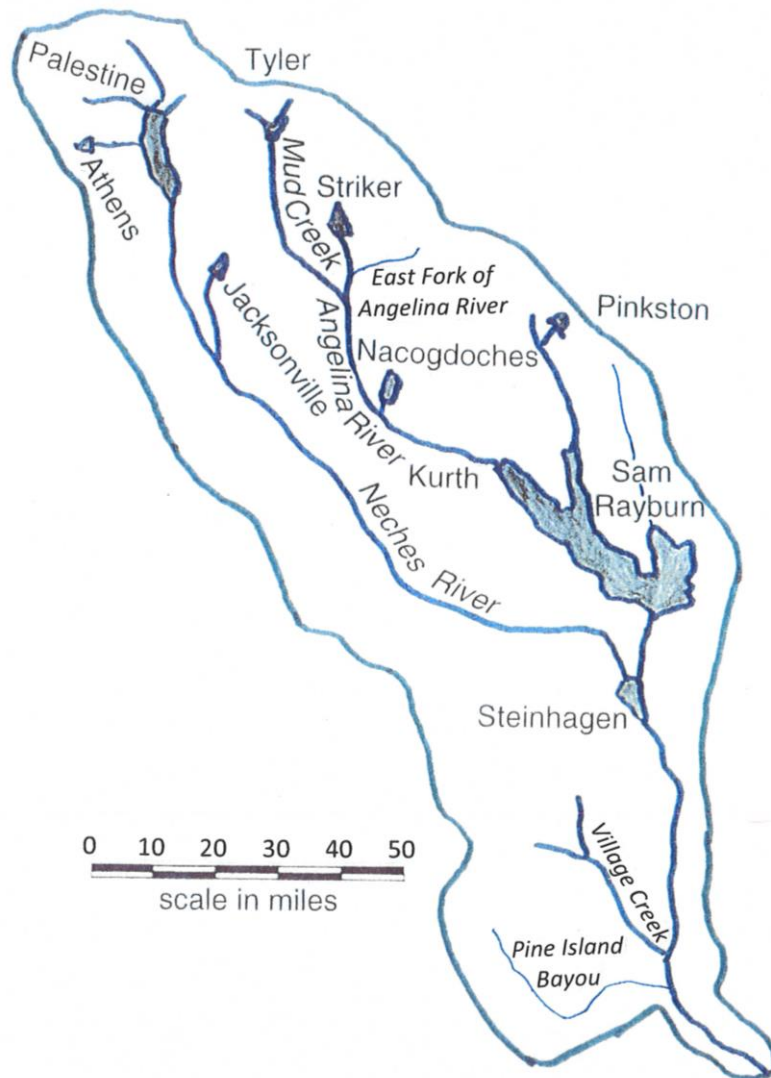 Palestine
Tyler
Athens
Mud Creek
Striker
East Fork of
Angelina River
Jacksonville
Angelina River
Pinkston
Nacogdoches
Kurth
Sam
Rayburn
Neches River
Steinhagen
0 10 20 30 40 50
scale in miles
Village Creek
Pine Island
Bayou